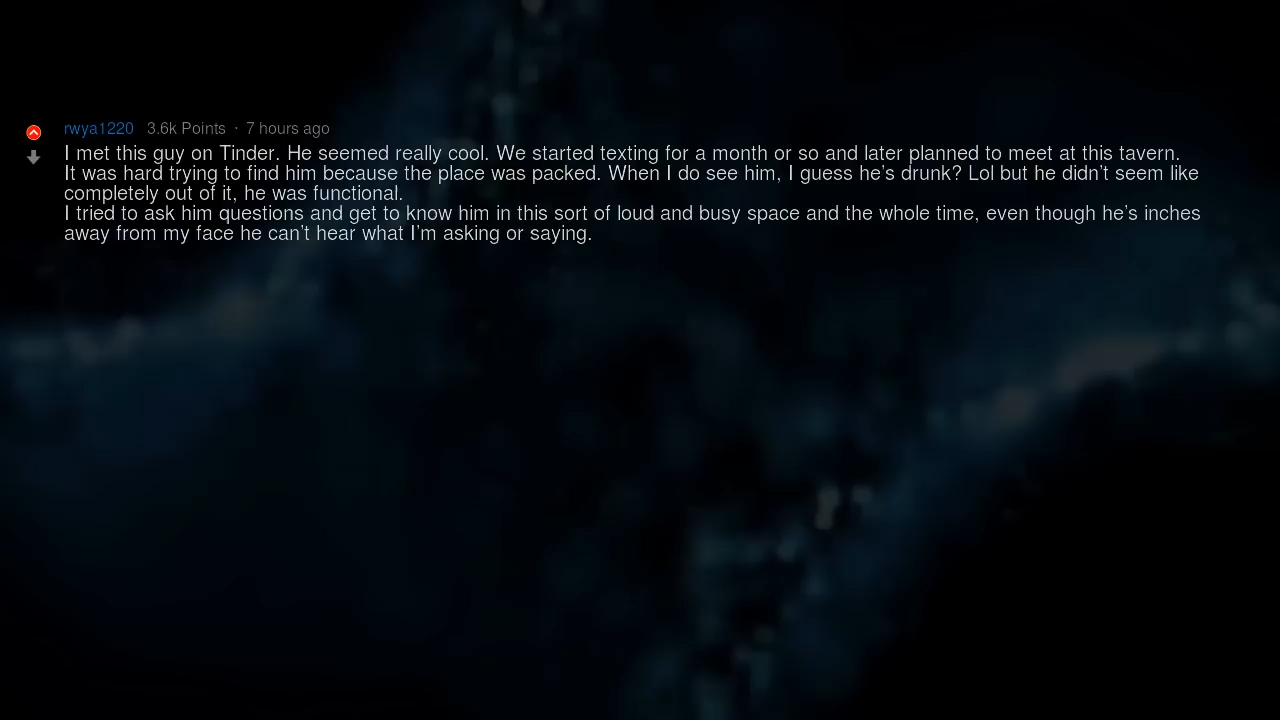 rwya1220 3.6k Points · 7 hours ago
I met this guy on Tinder. He seemed really cool. We started texting for a month or so and later planned to meet at this tavern.
It was hard trying to find him because the place was packed. When I do see him, I guess he's drunk? Lol but he didn't seem like
completely out of it, he was functional.
I tried to ask him questions and get to know him in this sort of loud and busy space and the whole time, even though he's inches
away from my face he can't hear what I'm asking or saying.